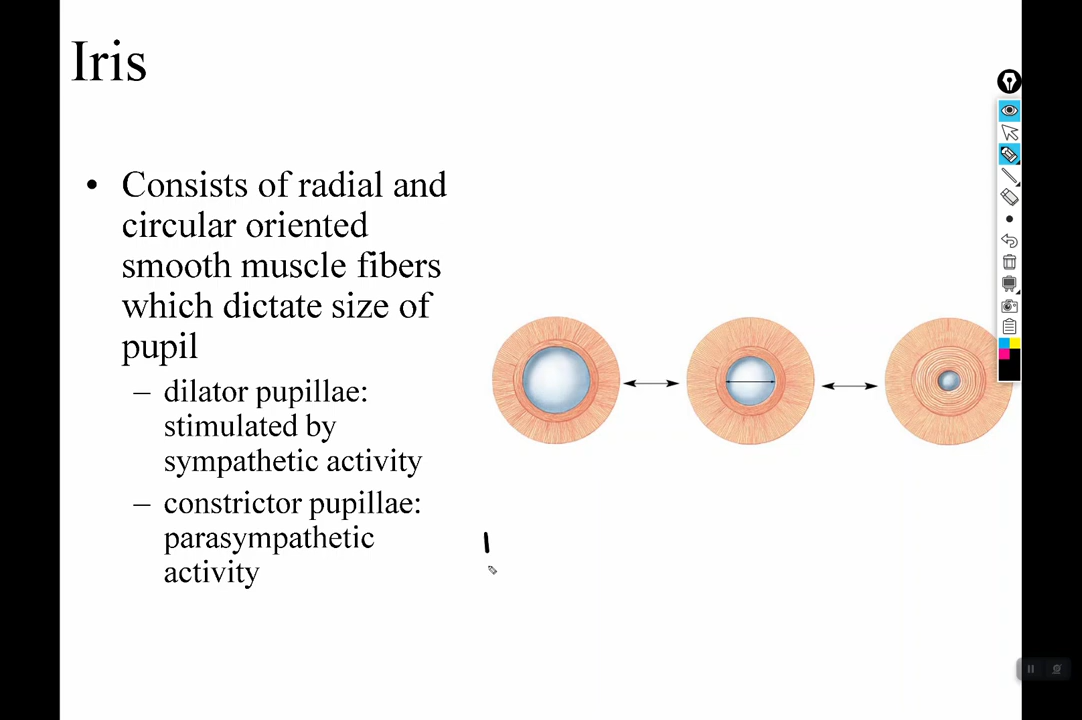 Iris
• Consists of radial and
circular oriented
smooth muscle fibers
which dictate size of
pupil
– dilator pupillae:
stimulated by
sympathetic activity
– constrictor pupillae:
parasympathetic
activity